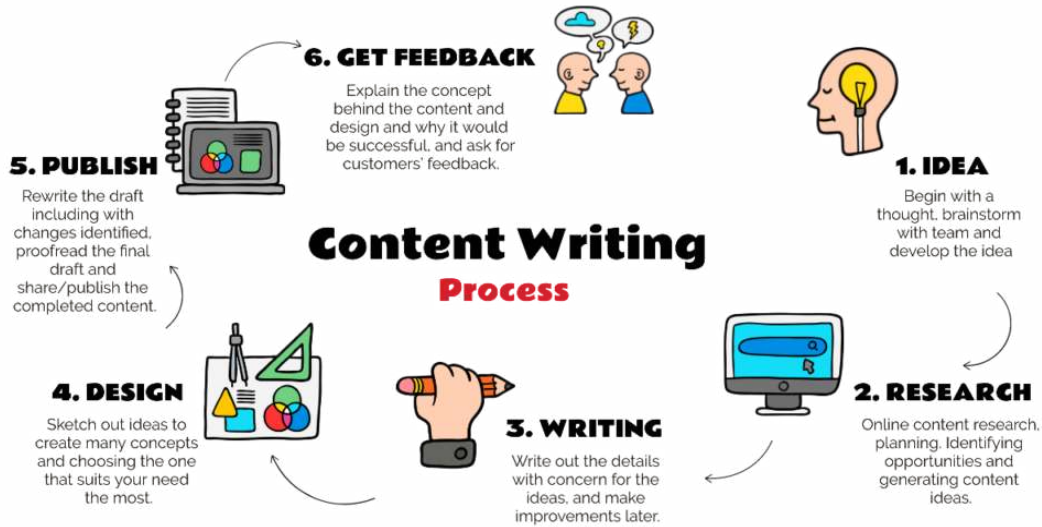 Content Writing
Process
1. IDEA
Begin with a
thought, brainstorm
with team and
develop the idea
2. RESEARCH
Online content research,
planning. Identifying
opportunities and
generating content
ideas.
3. WRITING
Write out the details
with concern for the
ideas, and make
improvements later.
4. DESIGN
Sketch out ideas to
create many concepts
and choosing the one
that suits your need
the most.
5. PUBLISH
Rewrite the draft
including with
changes identified,
proofread the final
draft and
share/publish the
completed content.
6. GET FEEDBACK
Explain the concept
behind the content and
design and why it would
be successful, and ask for
customers' feedback.